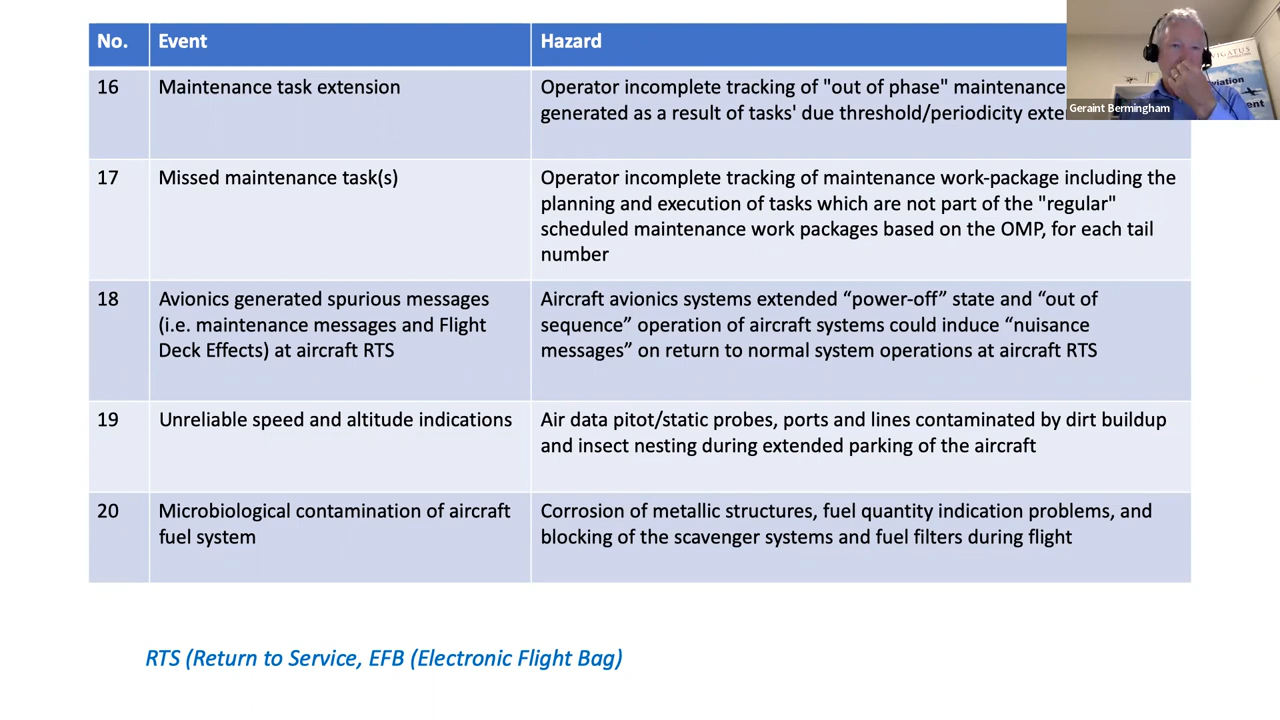 No. Event Hazard
16 Maintenance task extension Operator incomplete tracking of "out of phase" maintenance
generated as a result of tasks' due threshold/periodicity
17 Missed maintenance task(s) Operator incomplete tracking of maintenance work-package including the
planning and execution of tasks which are not part of the "regular"
scheduled maintenance work packages based on the OMP, for each tail
number
18 Avionics generated spurious messages Aircraft avionics systems extended “power-off” state and “out of
(i.e. maintenance messages and Flight sequence” operation of aircraft systems could induce “nuisance
Deck Effects) at aircraft RTS messages” on return to normal system operations at aircraft RTS
19 Unreliable speed and altitude indications Air data pitot/static probes, ports and lines contaminated by dirt buildup
and insect nesting during extended parking of the aircraft
20 Microbiological contamination of aircraft Corrosion of metallic structures, fuel quantity indication problems, and
fuel system blocking of the scavenger systems and fuel filters during flight
RTS (Return to Service, EFB (Electronic Flight Bag)
Geraint Bermingham